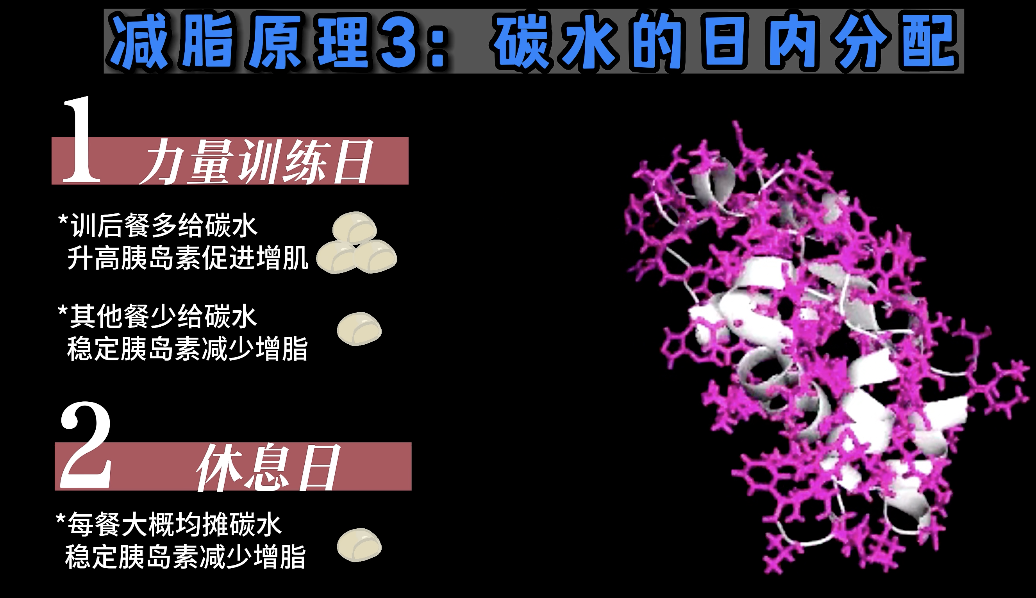 减脂原理3：碳水的日内分配
1 力量训练日
*训后餐多给碳水
升高胰岛素促进增肌
*其他餐少给碳水
稳定胰岛素减少增脂
2 休息日
*每餐大概均摊碳水
稳定胰岛素减少增脂